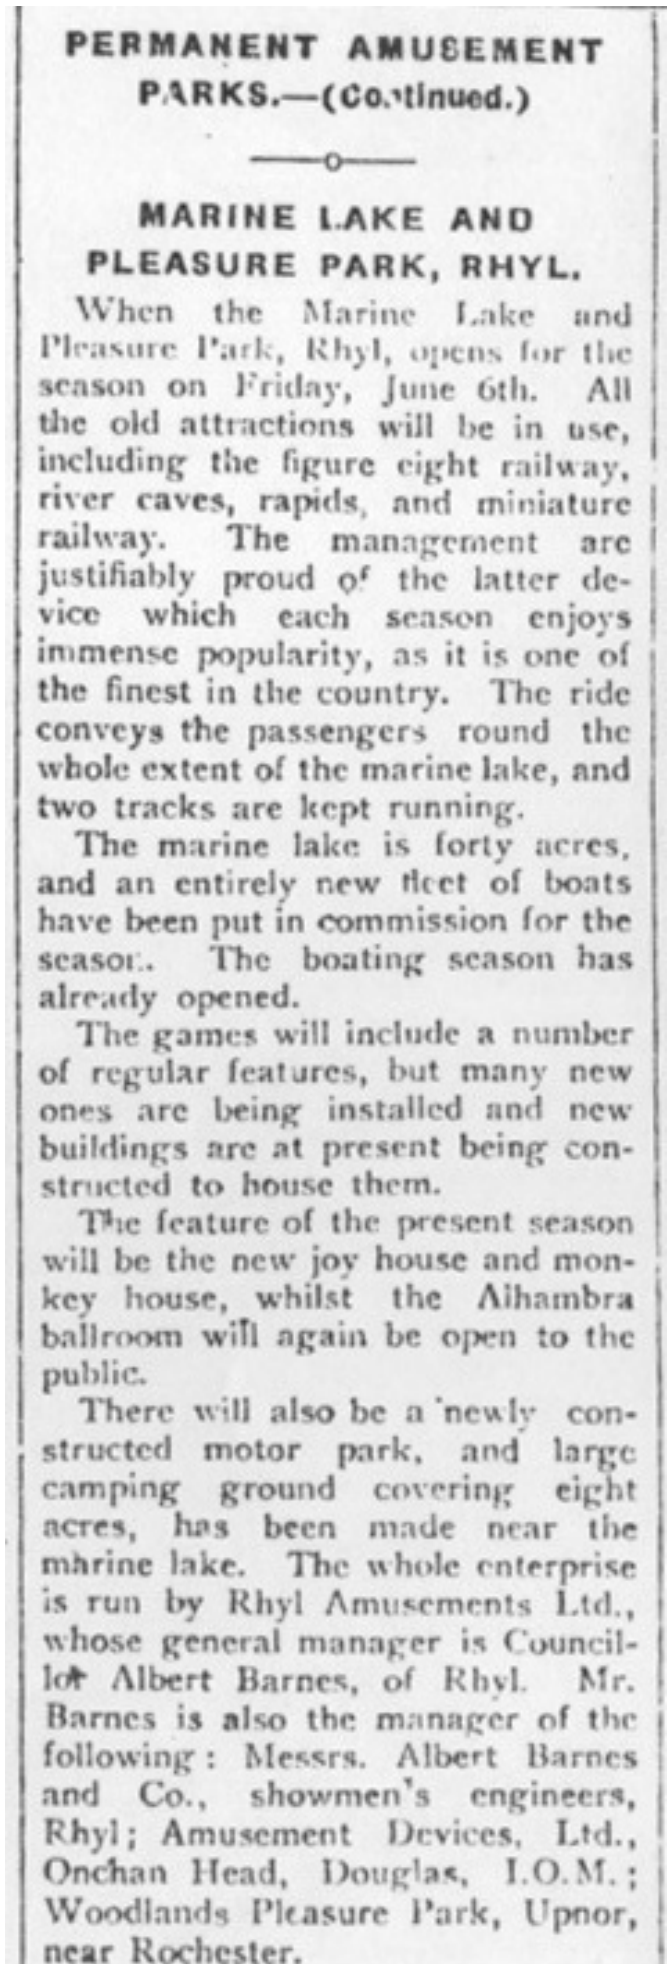 PERMANENT AMUSEMENT
PARKS.—(Continued.)
MARINE LAKE AND
PLEASURE PARK, RHYL.
When the Marine Lake and
Pleasure Park, Rhyl, opens for the
season on Friday, June 6th. All
the old attractions will be in use,
including the figure eight railway,
river caves, rapids, and miniature
railway. The management are
justifiably proud of the latter de-
vice which each season enjoys
immense popularity, as it is one of
the finest in the country. The ride
conveys the passengers round the
whole extent of the marine lake, and
two tracks are kept running.
The marine lake is forty acres,
and an entirely new fleet of boats
have been put in commission for the
season. The boating season has
already opened.
The games will include a number
of regular features, but many new
ones are being installed and new
buildings are at present being con-
structed to house them.
The feature of the present season
will be the new joy house and mon-
key house, whilst the Alhambra
ballroom will again be open to the
public.
There will also be a newly con-
structed motor park, and large
camping ground covering eight
acres, has been made near the
marine lake. The whole enterprise
is run by Rhyl Amusements Ltd.,
whose general manager is Council-
lor Albert Barnes, of Rhyl. Mr.
Barnes is also the manager of the
following: Messrs. Albert Barnes
and Co., showmen's engineers,
Rhyl; Amusement Devices, Ltd.,
Onchan Head, Douglas, I.O.M.;
Woodlands Pleasure Park, Upnor,
near Rochester.